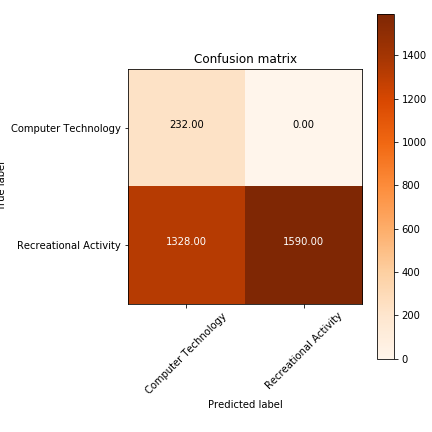 Confusion matrix
Computer Technology
232.00
0.00
Recreational Activity
1328.00
1590.00
Computer Technology
Recreational Activity
Predicted label
1400
1200
1000
800
600
400
200
0